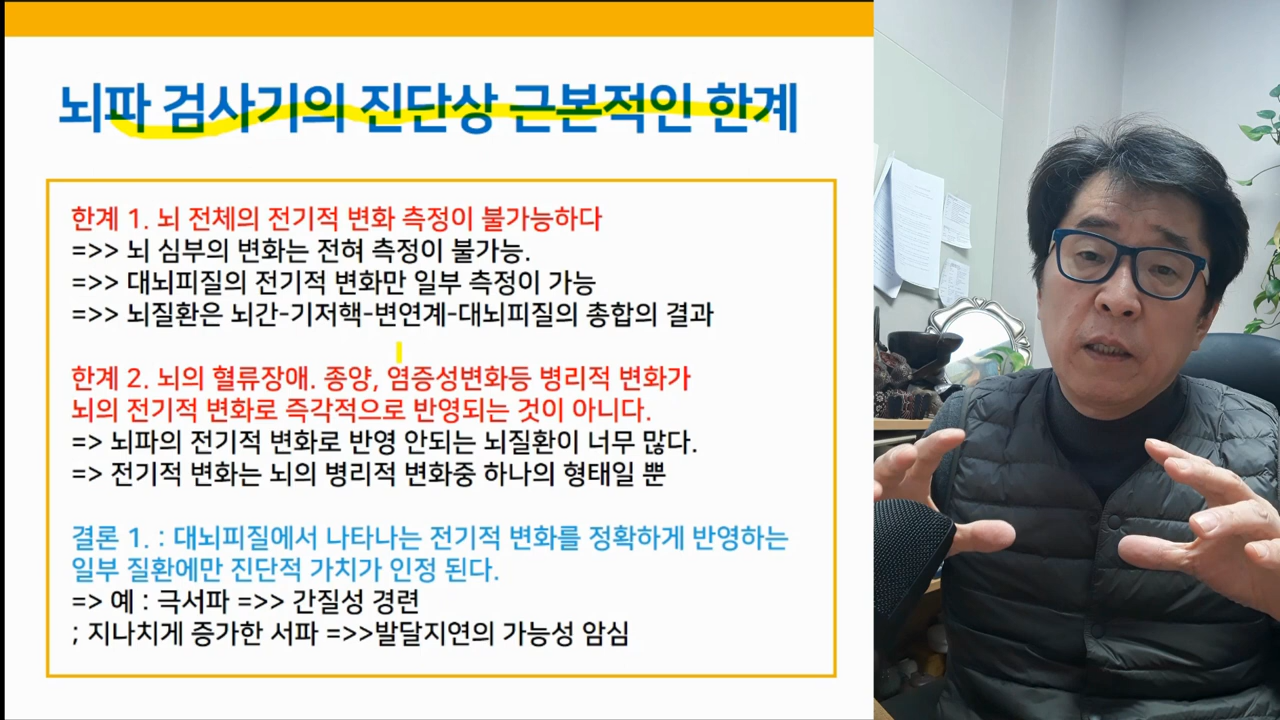 뇌파 검사기의 진단상 근본적인 한계
한계 1. 뇌 전체의 전기적 변화 측정이 불가능하다
=>> 뇌 심부의 변화는 전혀 측정이 불가능.
=>> 대뇌피질의 전기적 변화만 일부 측정이 가능
=>> 뇌질환은 뇌간-기저핵-변연계-대뇌피질의 총합의 결과
한계 2. 뇌의 혈류장애. 종양, 염증성변화등 병리적 변화가
뇌의 전기적 변화로 즉각적으로 반영되는 것이 아니다.
=> 뇌파의 전기적 변화로 반영 안되는 뇌질환이 너무 많다.
=> 전기적 변화는 뇌의 병리적 변화중 하나의 형태일 뿐
결론 1. : 대뇌피질에서 나타나는 전기적 변화를 정확하게 반영하는
일부 질환에만 진단적 가치가 인정 된다.
=> 예 : 극서파 =>> 간질성 경련
; 지나치게 증가한 서파 =>>발달지연의 가능성 암심